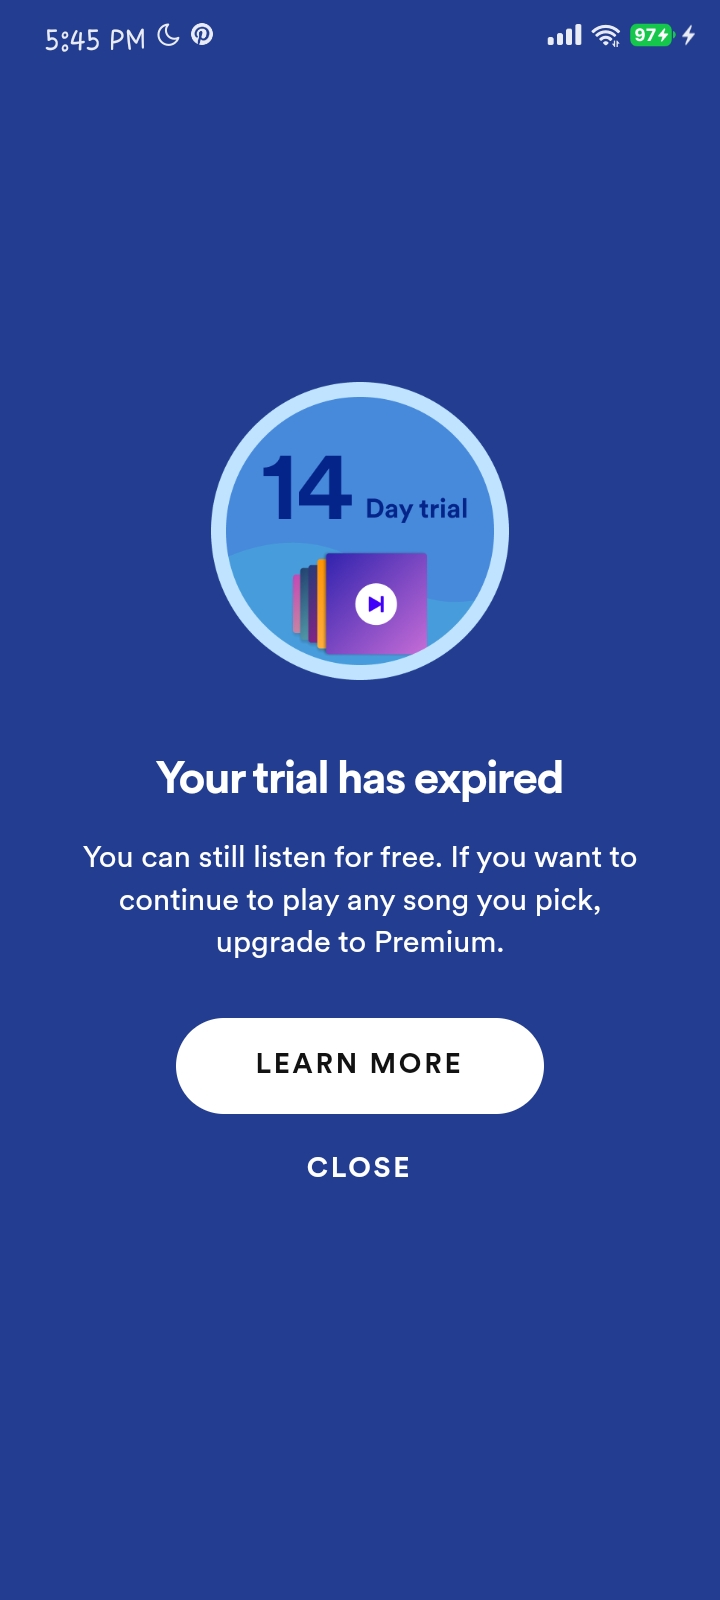 5:45 PM 97
14 Day trial
Your trial has expired
You can still listen for free. If you want to
continue to play any song you pick,
upgrade to Premium.
LEARN MORE
CLOSE